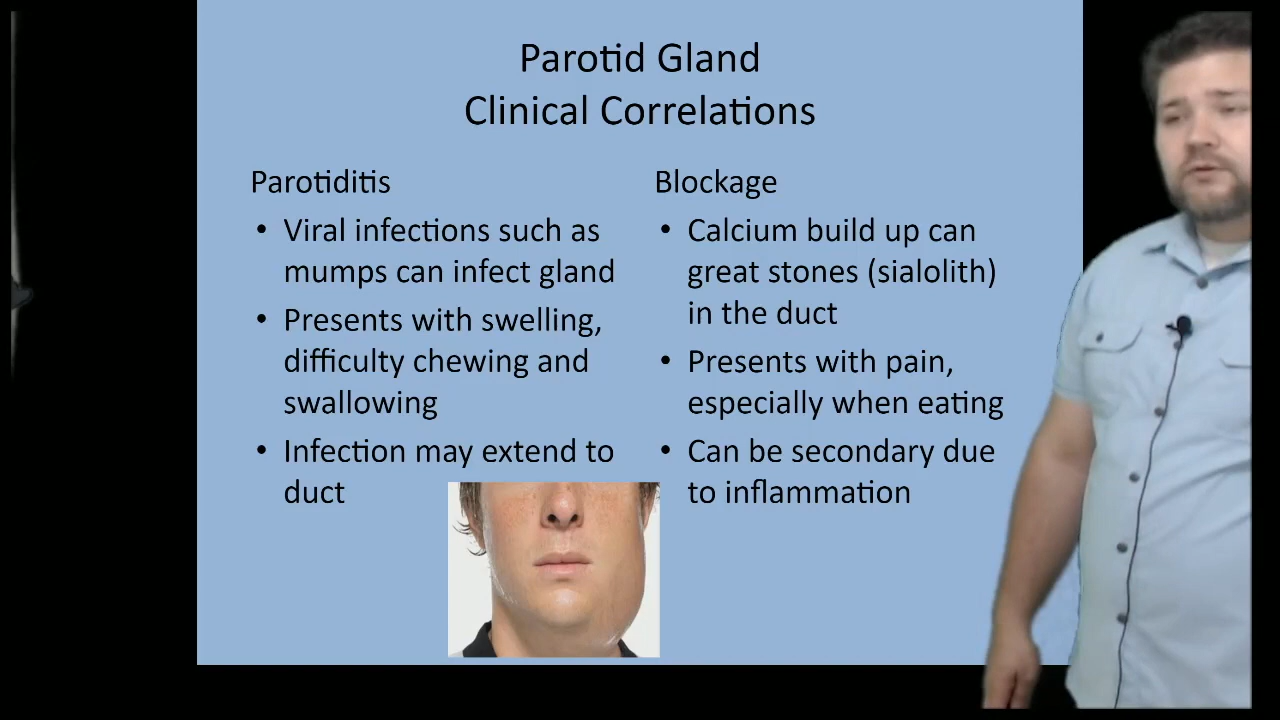 Parotid Gland
Clinical Correlations
Parotiditis
• Viral infections such as
mumps can infect gland
• Presents with swelling,
difficulty chewing and
swallowing
• Infection may extend to
duct
Blockage
• Calcium build up can
great stones (sialolith)
in the duct
• Presents with pain,
especially when eating
• Can be secondary due
to inflammation